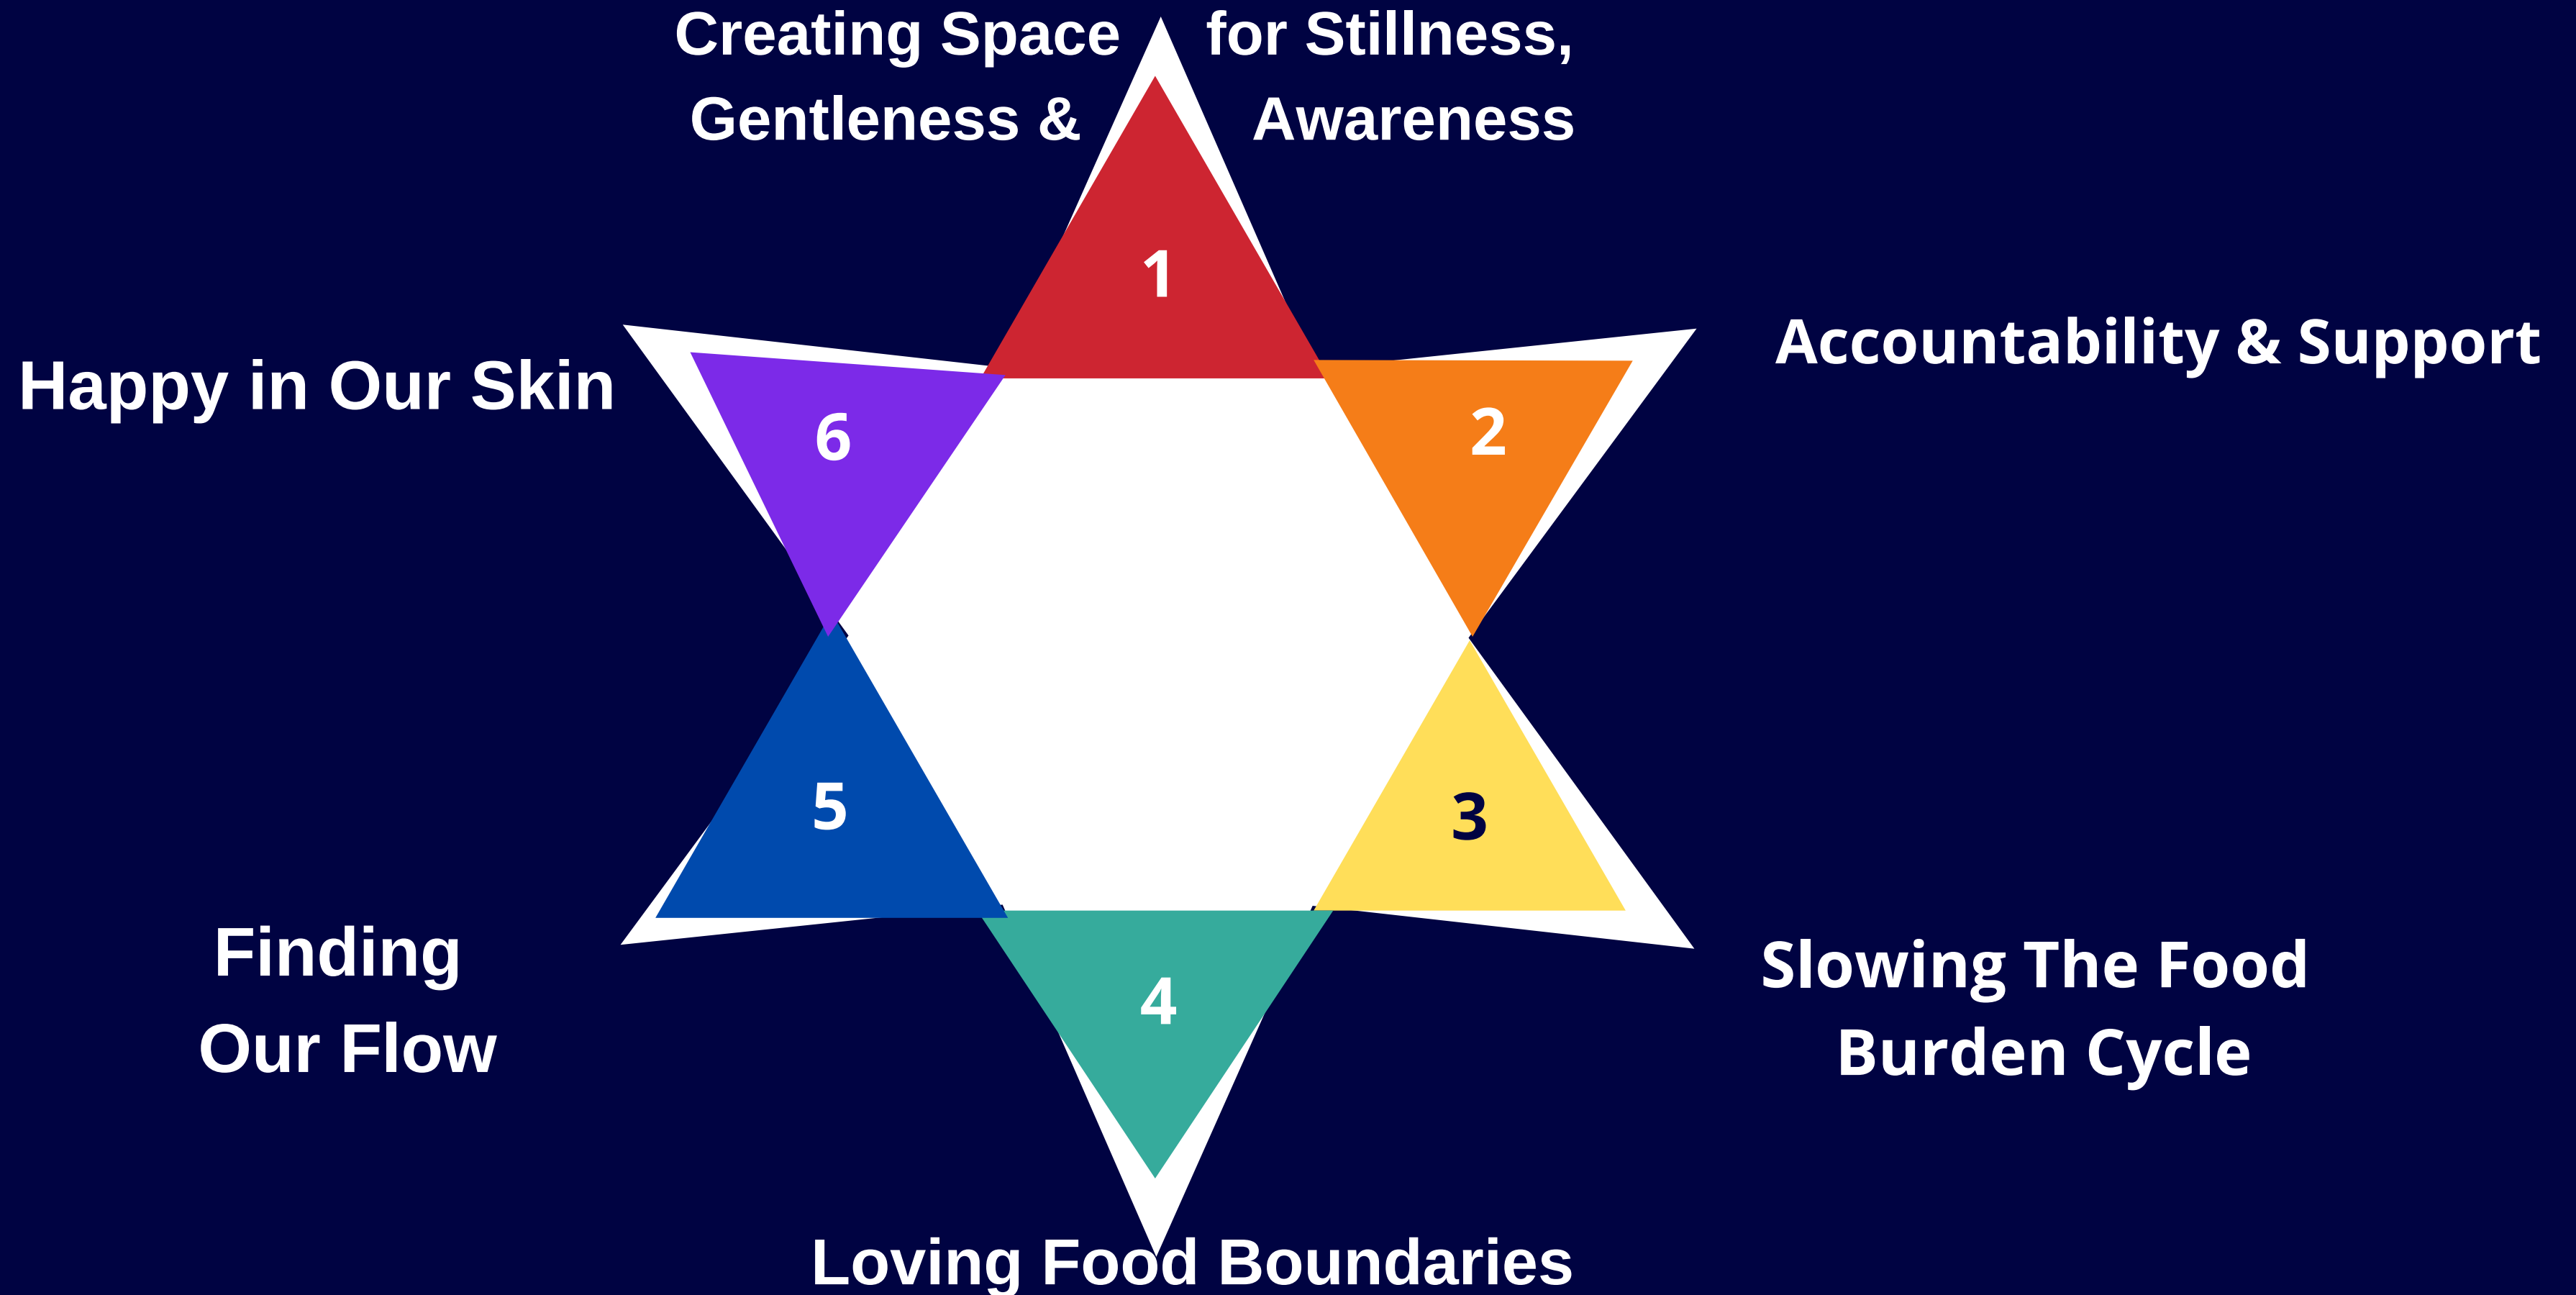 Creating Space for Stillness,
Gentleness & Awareness
1
Accountability & Support
2
Slowing The Food
Burden Cycle
3
4
Loving Food Boundaries
5
Finding
Our Flow
6
Happy in Our Skin